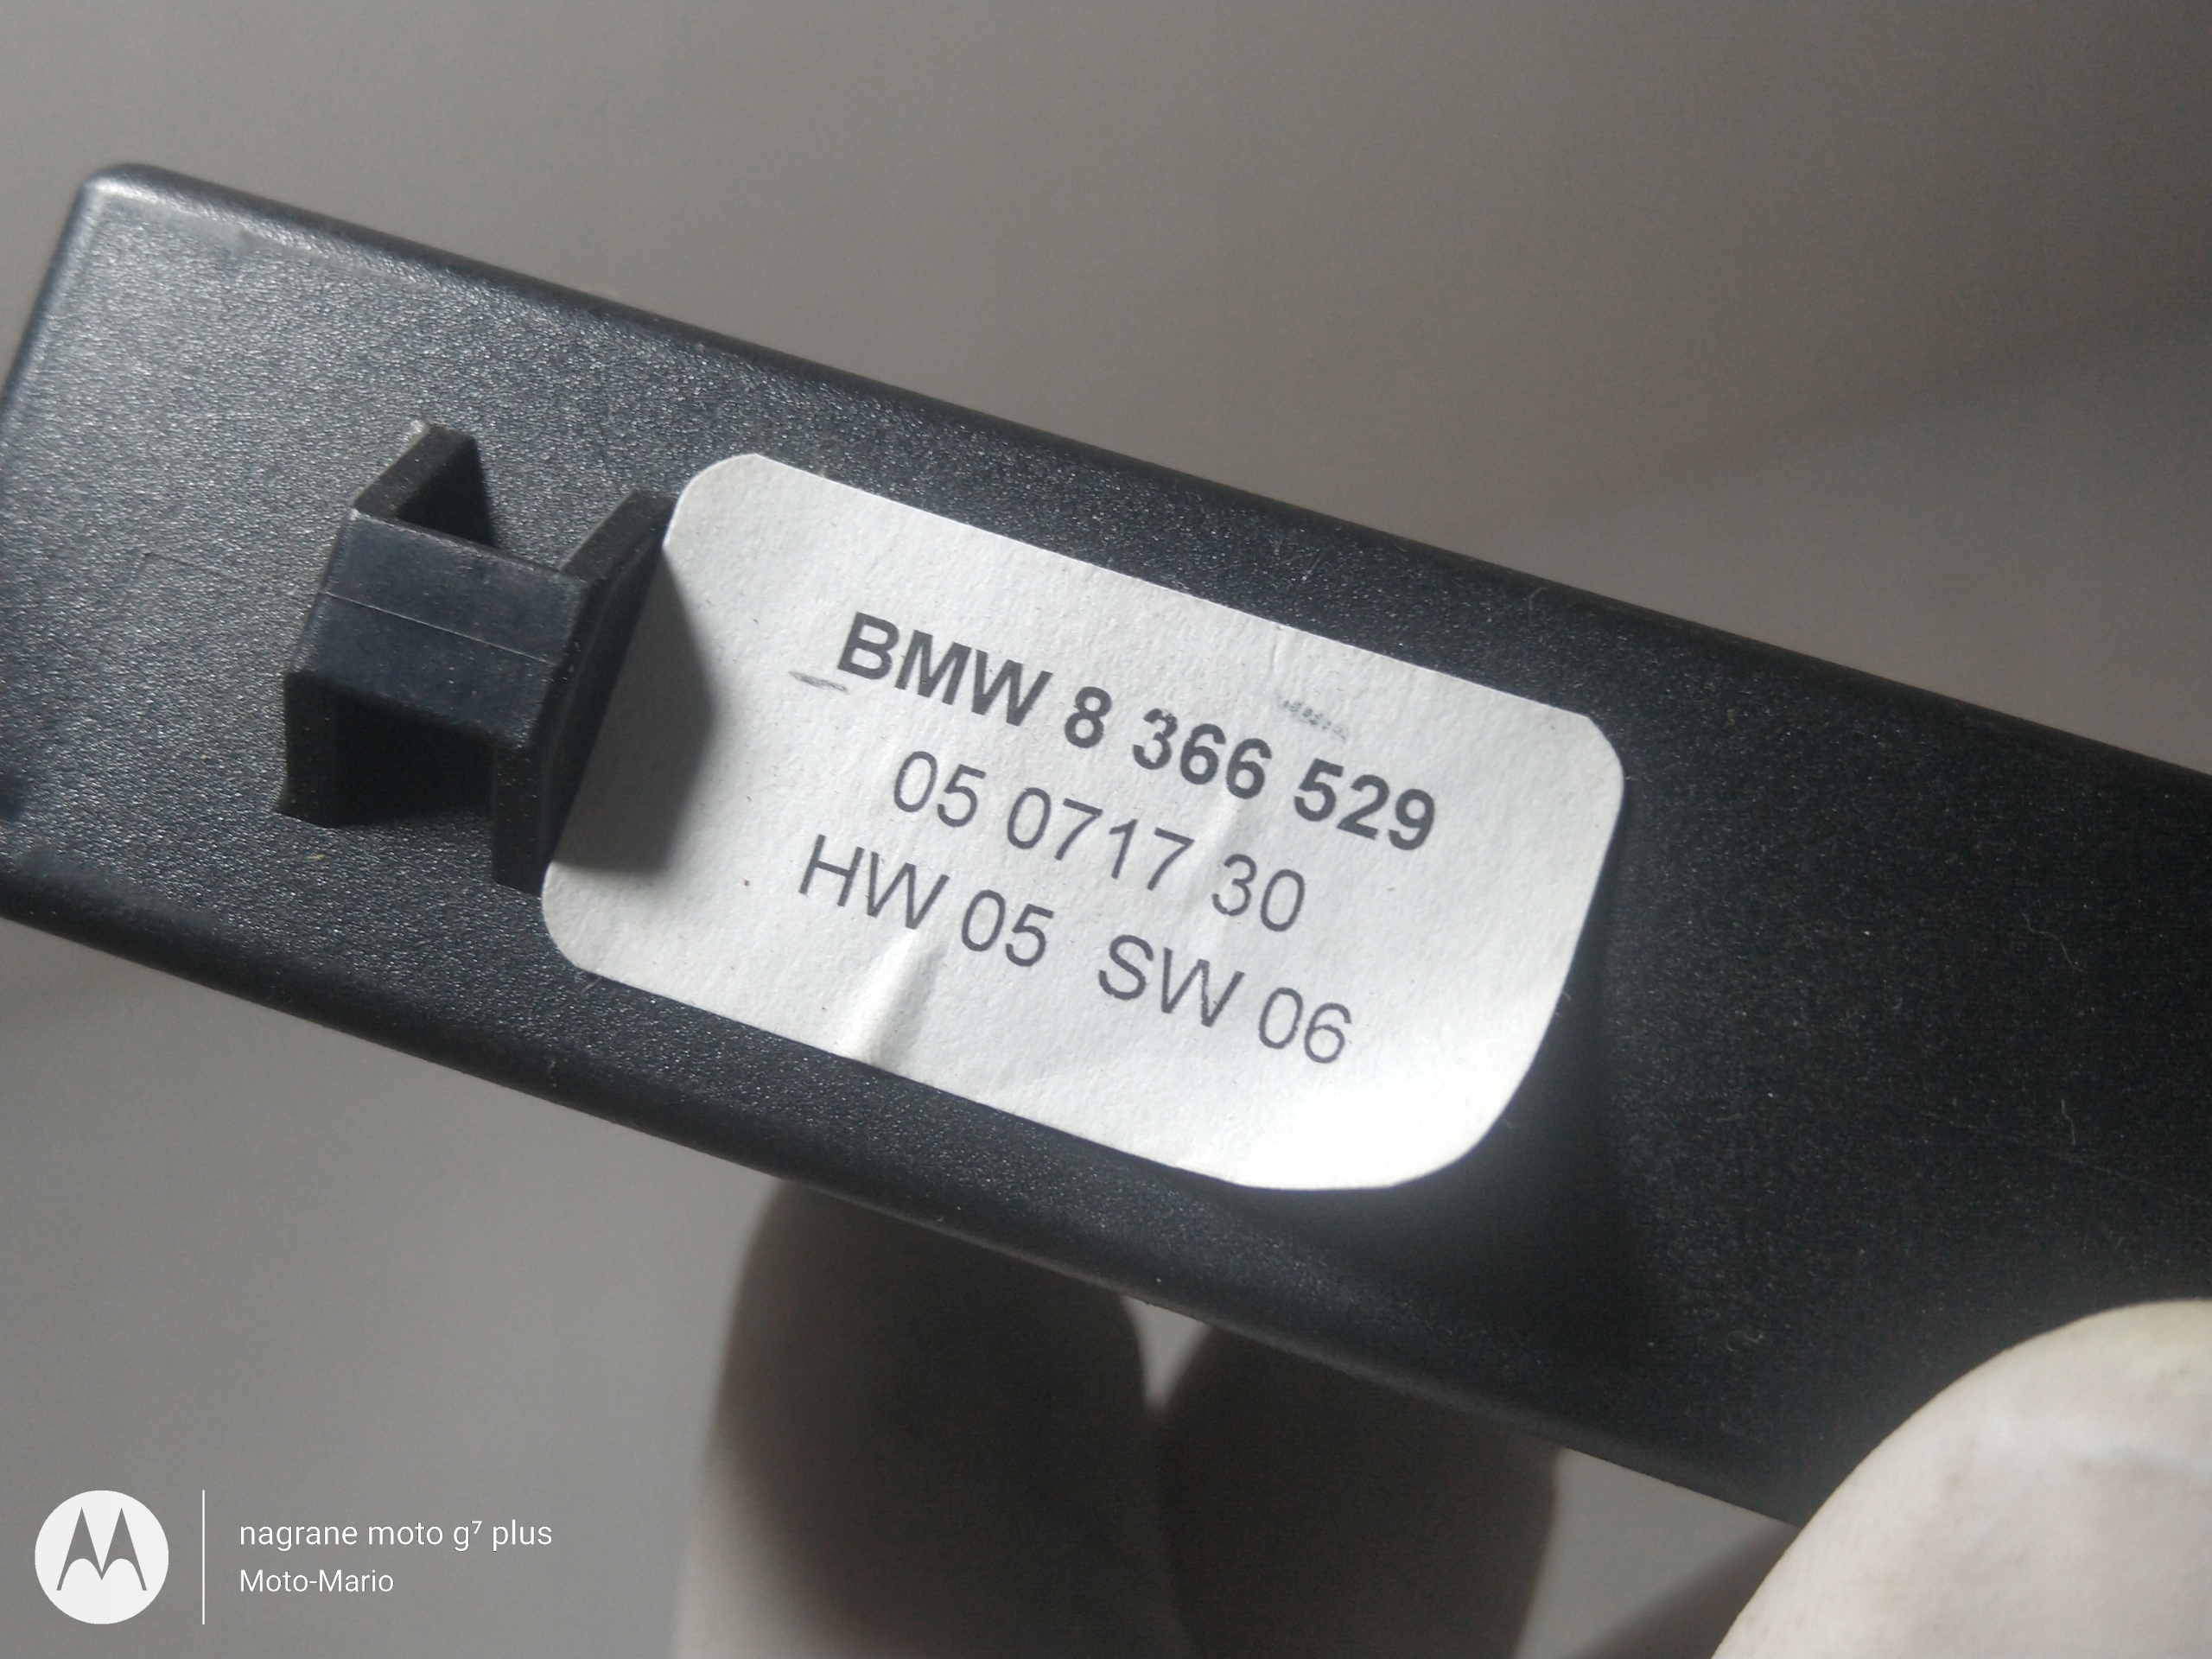 BMW 8 366 529
05 0717 30
HW 05 SW 06
nagrane moto g⁷ plus
Moto-Mario